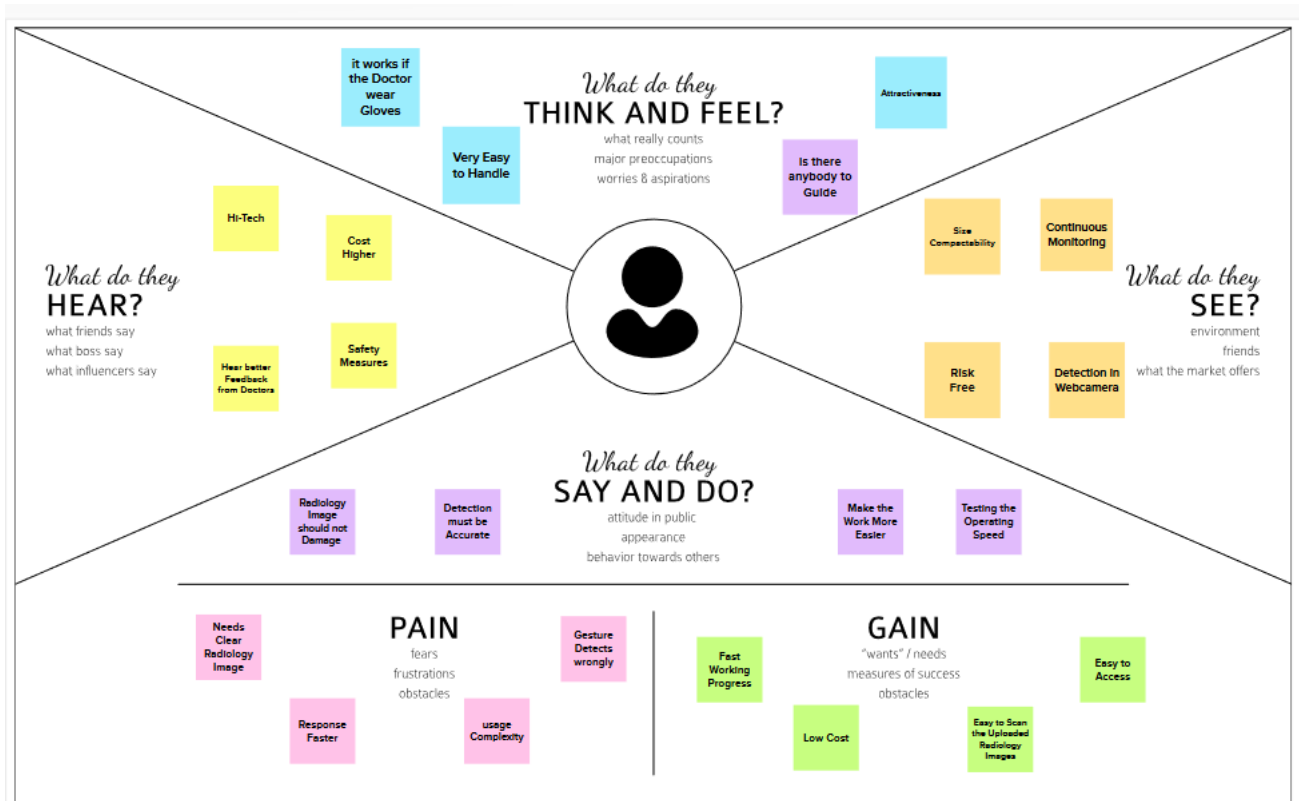 What do they
THINK AND FEEL?
what really counts
major preoccupations
worries & aspirations
it works if
the Doctor
wear
Gloves
Very Easy
to Handle
Is there
anybody to
Guide
Attractiveness
What do they
HEAR?
what friends say
what boss say
what influencers say
Hi-Tech
Cost
Higher
Hear better
Feedback
from Doctors
Safety
Measures
What do they
SEE?
environment
friends
what the market offers
Size
Compactability
Continuous
Monitoring
Risk
Free
Detection in
Webcamera
What do they
SAY AND DO?
attitude in public
appearance
behavior towards others
Radiology
Image
should not
Damage
Detection
must be
Accurate
Make the
Work More
Easier
Testing the
Operating
Speed
PAIN
fears
frustrations
obstacles
Needs
Clear
Radiology
Image
Response
Faster
usage
Complexity
Gesture
Detects
wrongly
GAIN
"wants" / needs
measures of success
obstacles
Fast
Working
Progress
Low Cost
Easy to Scan
the Uploaded
Radiology
Images
Easy to
Access